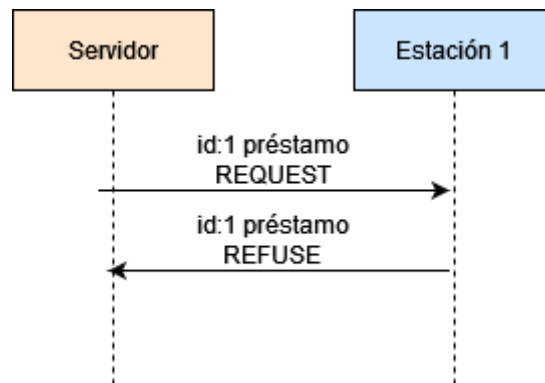 Servidor
Estación 1
id:1 préstamo
REQUEST
id:1 préstamo
REFUSE